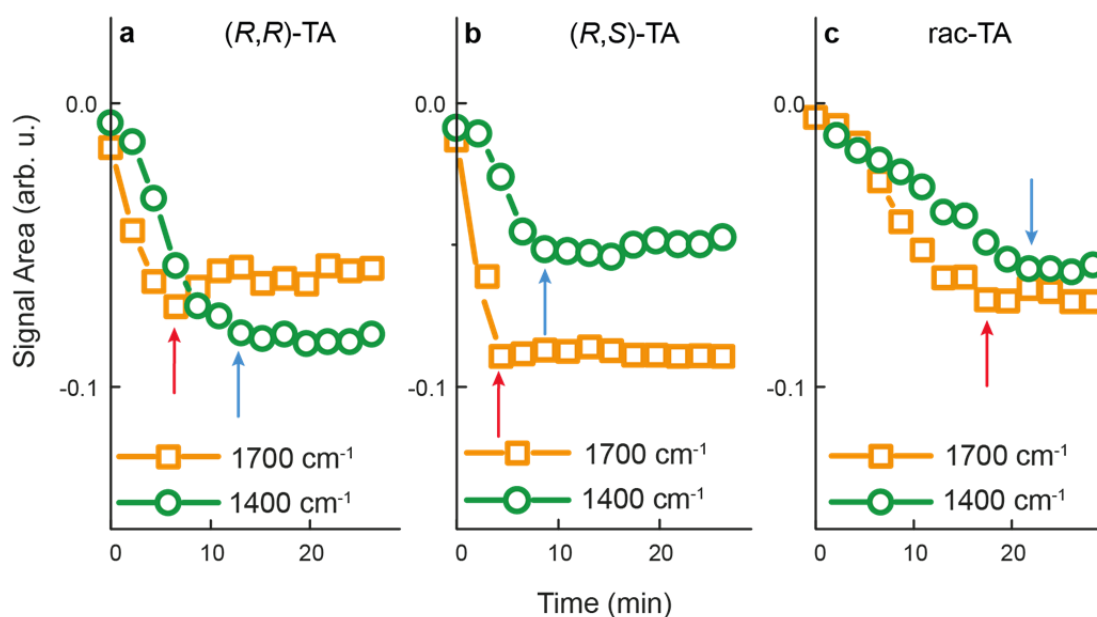 a (R,R)-TA
b (R,S)-TA
c rac-TA
Signal Area (arb. u.)
0.0
-0.1
1700 cm⁻¹
1400 cm⁻¹
0 10 20
-0.1
1700 cm⁻¹
1400 cm⁻¹
0 10 20
0.0
-0.1
1700 cm⁻¹
1400 cm⁻¹
0 10 20
0.0
Time (min)